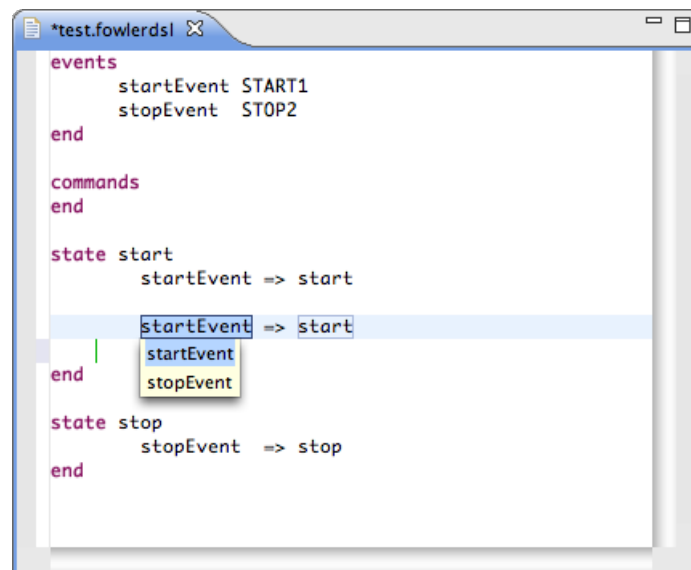 *test.fowlerdsl
events
startEvent START1
stopEvent STOP2
end
commands
end
state start
startEvent => start
startEvent => start
startEvent
end
stopEvent
state stop
stopEvent => stop
end